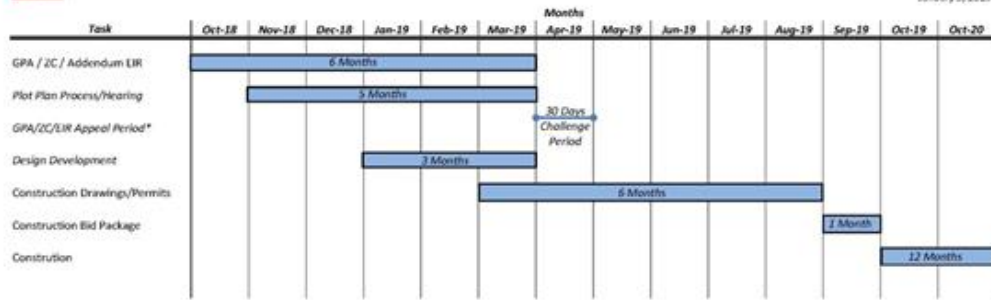 Months
Task Oct-18 Nov-18 Dec-18 Jan-19 Feb-19 Mar-19 Apr-19 May-19 Jun-19 Jul-19 Aug-19 Sep-19 Oct-19 Oct-20
GPA / ZC / Addendum EIR 6 Months
Plot Plan Process/Hearing 5 Months
30 Days
GPA/ZC/EIR Appeal Period* Challenge
Period
Design Development 3 Months
Construction Drawings/Permits 6 Months
Construction Bid Package 1 Month
Constrution 12 Months